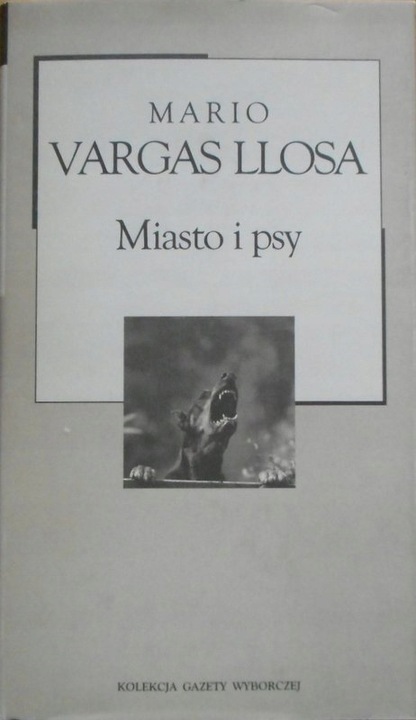 MARIO
VARGAS LLOSA
Miasto i psy
KOLEKCJA GAZETY WYBORCZEJ